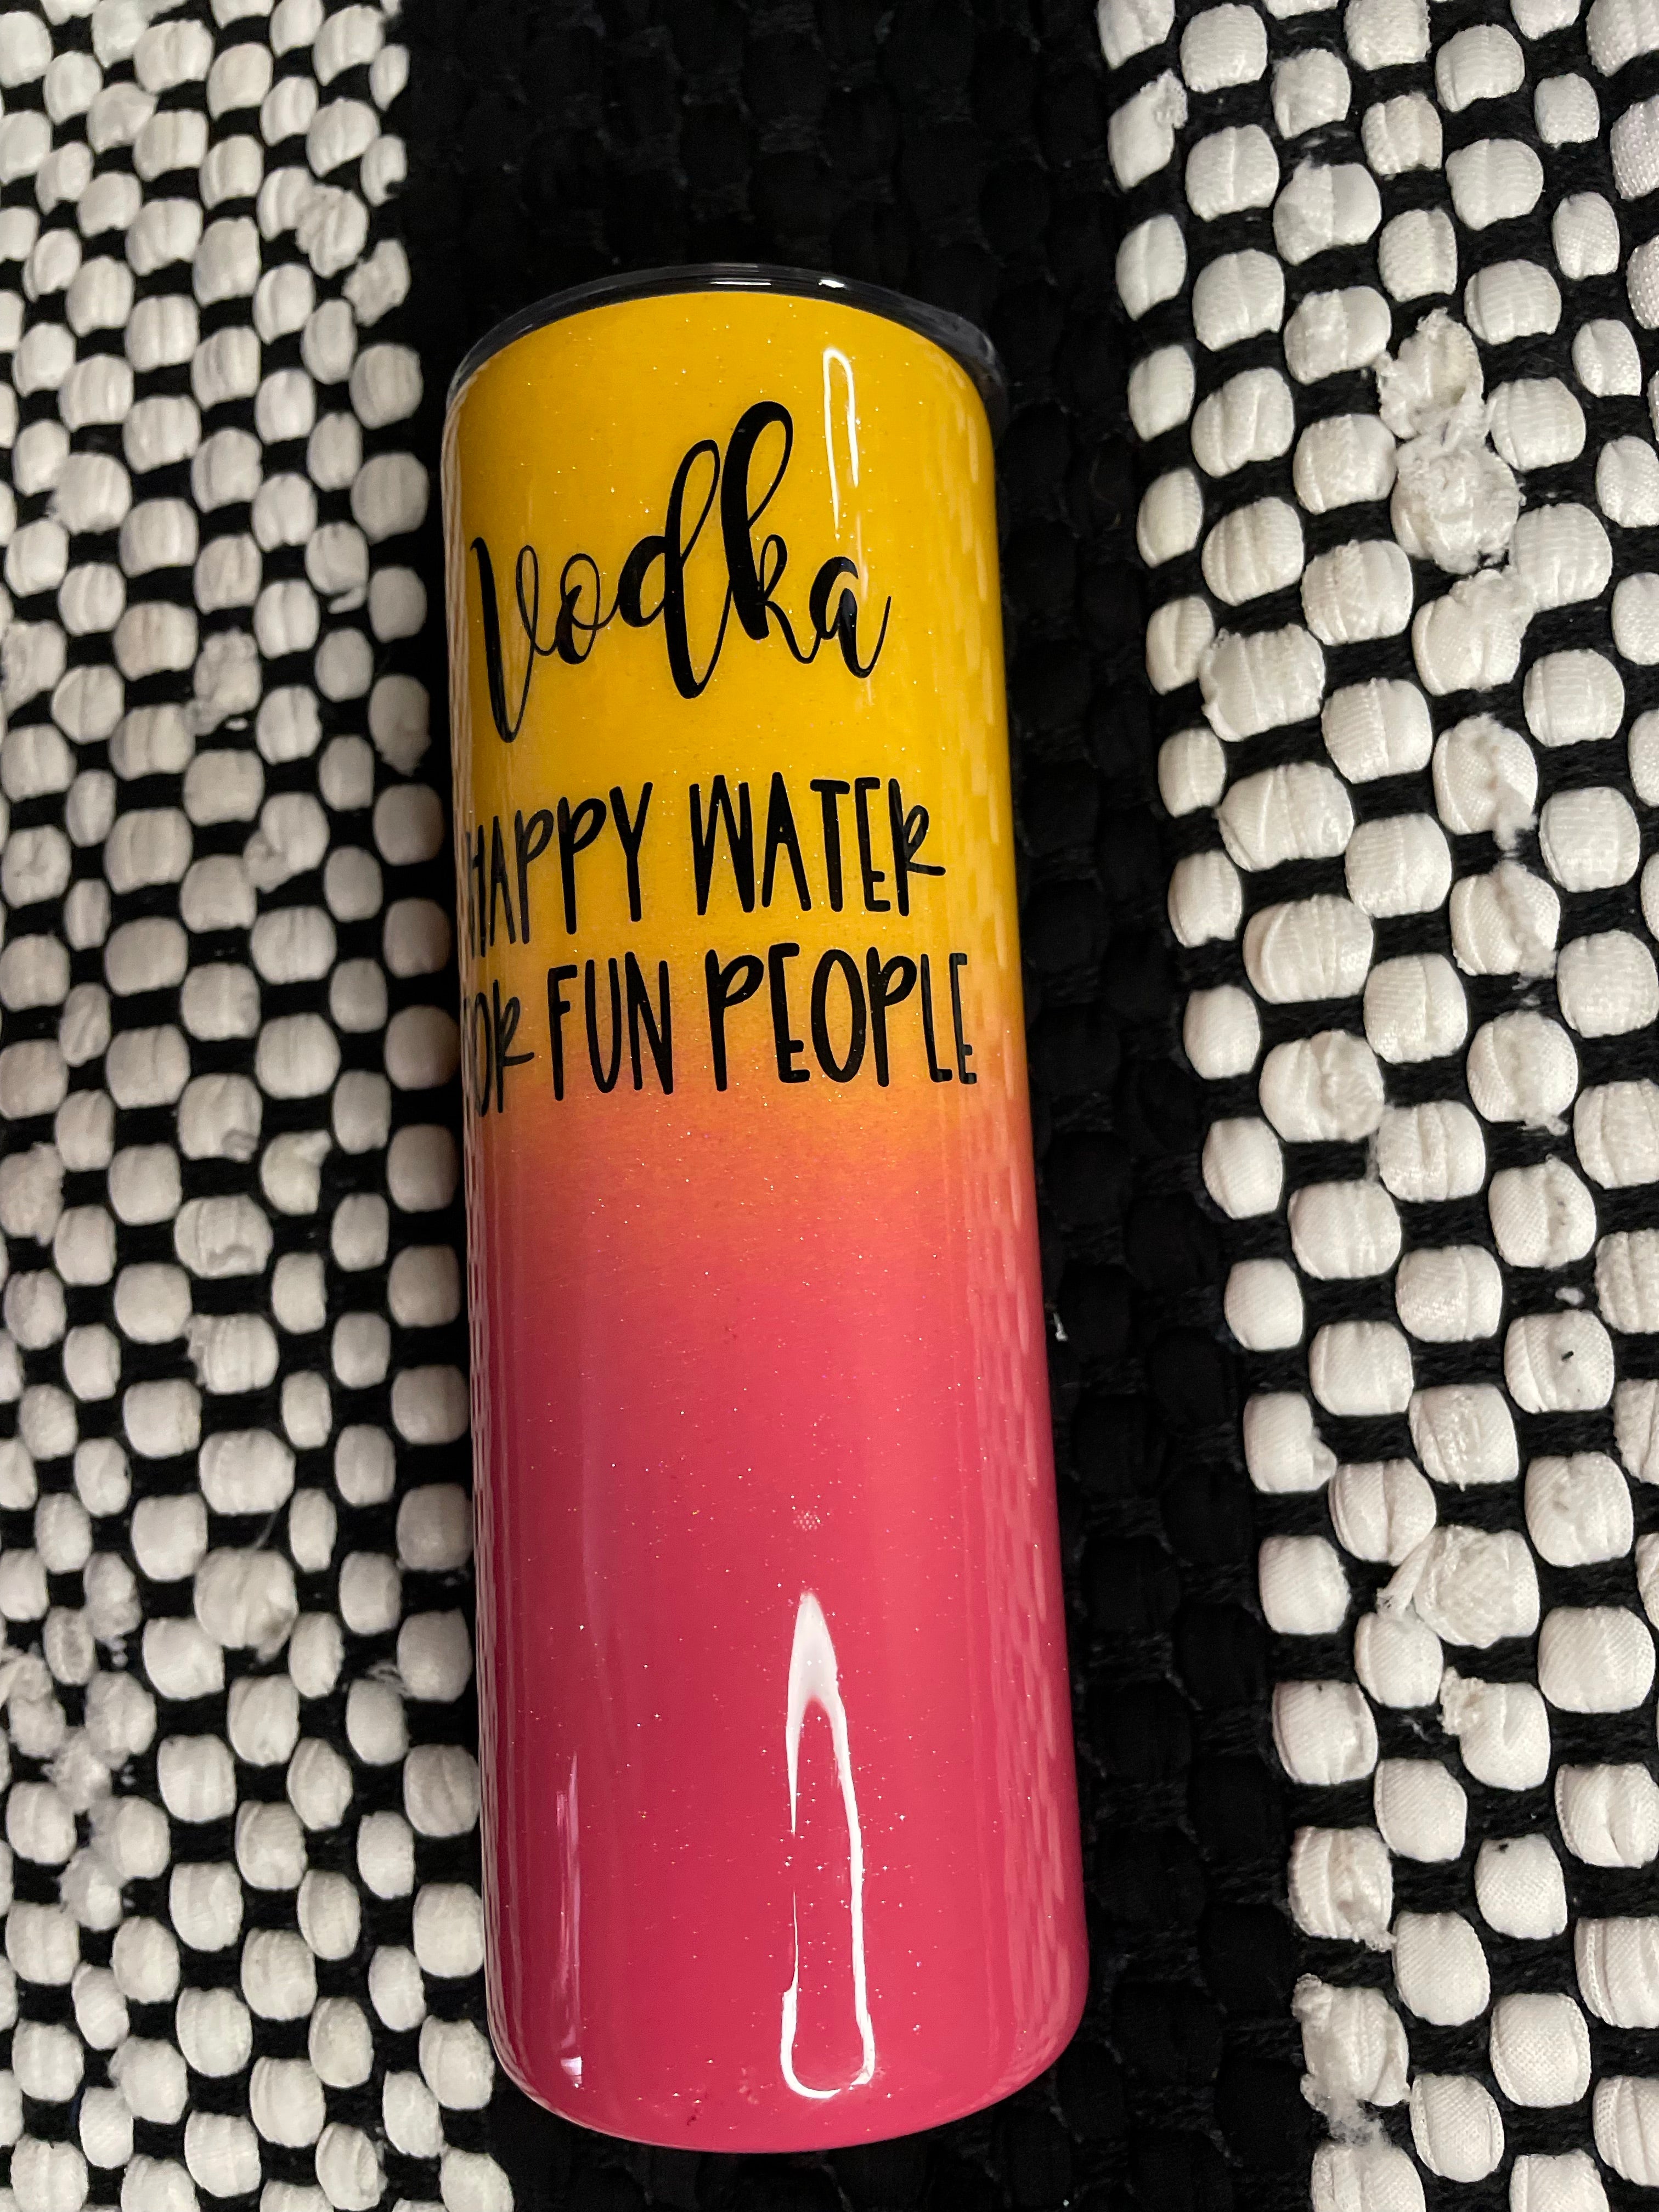 Vodka
HAPPY WATER
FOR FUN PEOPLE